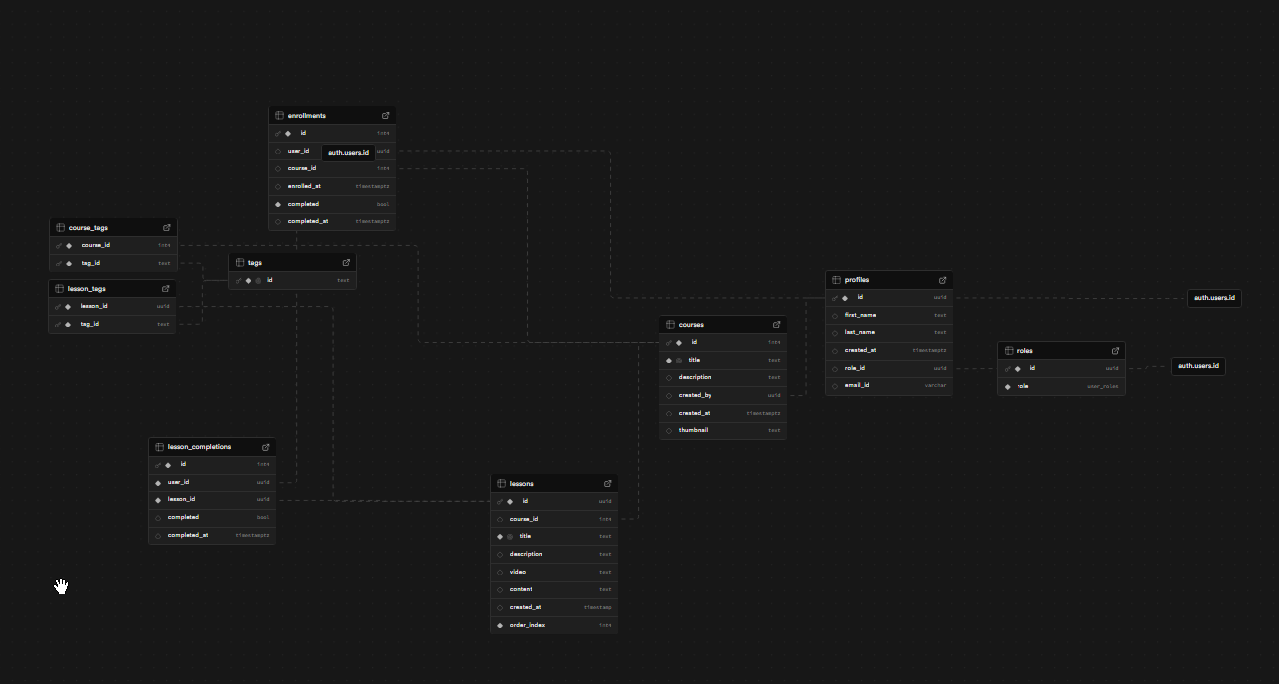 enrollments
id int4
user_id uuid
auth.users.id
course_id int4
enrolled_at timestamptz
completed bool
completed_at timestamptz
course_tags
course_id int4
tag_id text
tags
id text
lesson_tags
lesson_id uuid
tag_id text
profiles
id uuid
first_name text
last_name text
created_at timestamptz
role_id uuid
email_id varchar
auth.users.id
courses
id int4
title text
description text
created_by uuid
created_at timestamptz
thumbnail text
roles
id uuid
role user_roles
auth.users.id
lesson_completions
id int4
user_id uuid
lesson_id uuid
completed bool
completed_at timestamptz
lessons
id uuid
course_id int4
title text
description text
video text
content text
created_at timestamp
order_index int4